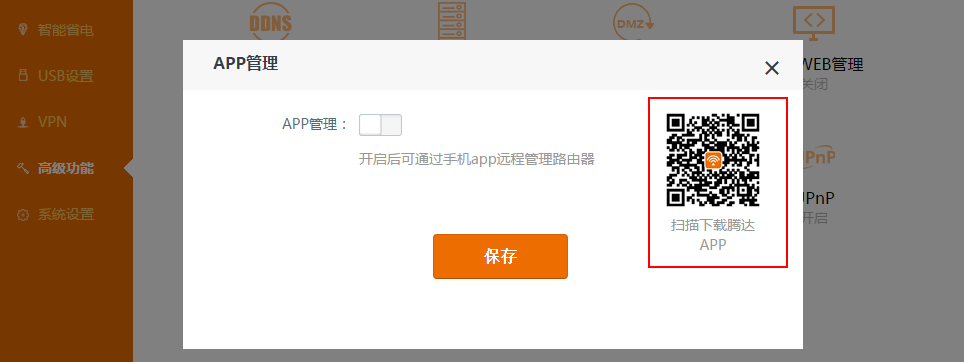 智能省电
USB设置
VPN
高级功能
系统设置
DDNS
DMZ
WEB管理
关闭
APP管理
APP管理：
开启后可通过手机app远程管理路由器
保存
扫描下载腾达
APP
PnP
UPnP
开启